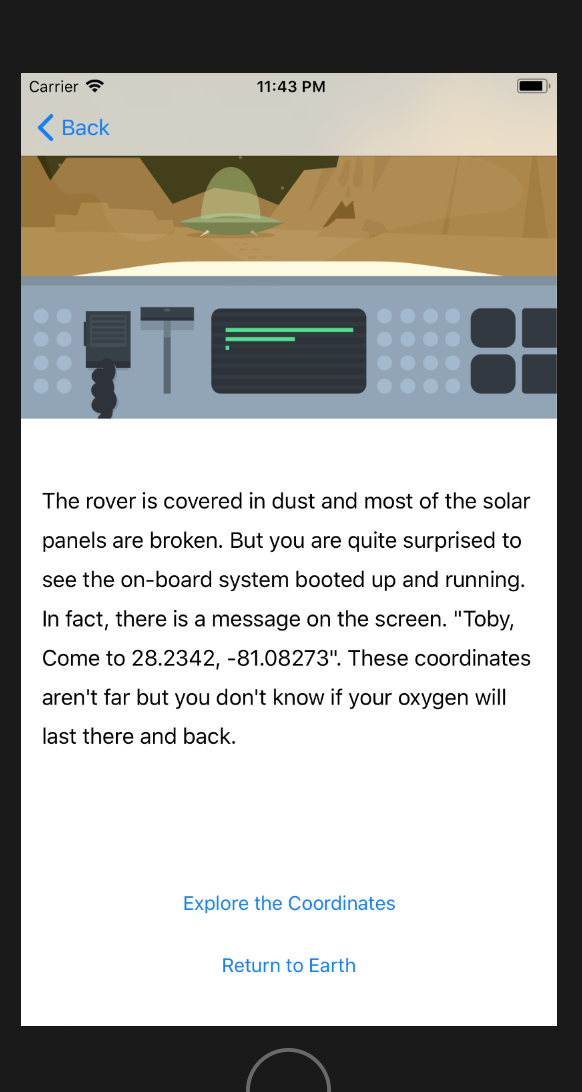 Carrier 11:43 PM
Back
The rover is covered in dust and most of the solar
panels are broken. But you are quite surprised to
see the on-board system booted up and running.
In fact, there is a message on the screen. "Toby,
Come to 28.2342, -81.08273". These coordinates
aren't far but you don't know if your oxygen will
last there and back.
Explore the Coordinates
Return to Earth